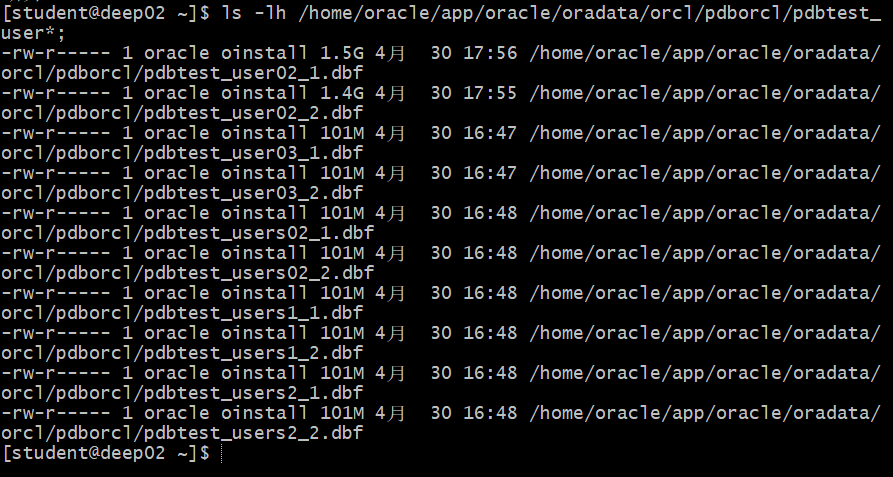 [student@deep02 ~]$ ls -lh /home/oracle/app/oracle/oradata/orcl/pdborcl/pdbtest_
user*;
-rw-r----- 1 oracle oinstall 1.5G 4月  30 17:56 /home/oracle/app/oracle/oradata/
orcl/pdborcl/pdbtest_user02_1.dbf
-rw-r----- 1 oracle oinstall 1.4G 4月  30 17:55 /home/oracle/app/oracle/oradata/
orcl/pdborcl/pdbtest_user02_2.dbf
-rw-r----- 1 oracle oinstall 101M 4月  30 16:47 /home/oracle/app/oracle/oradata/
orcl/pdborcl/pdbtest_user03_1.dbf
-rw-r----- 1 oracle oinstall 101M 4月  30 16:47 /home/oracle/app/oracle/oradata/
orcl/pdborcl/pdbtest_user03_2.dbf
-rw-r----- 1 oracle oinstall 101M 4月  30 16:48 /home/oracle/app/oracle/oradata/
orcl/pdborcl/pdbtest_users02_1.dbf
-rw-r----- 1 oracle oinstall 101M 4月  30 16:48 /home/oracle/app/oracle/oradata/
orcl/pdborcl/pdbtest_users02_2.dbf
-rw-r----- 1 oracle oinstall 101M 4月  30 16:48 /home/oracle/app/oracle/oradata/
orcl/pdborcl/pdbtest_users1_1.dbf
-rw-r----- 1 oracle oinstall 101M 4月  30 16:48 /home/oracle/app/oracle/oradata/
orcl/pdborcl/pdbtest_users1_2.dbf
-rw-r----- 1 oracle oinstall 101M 4月  30 16:48 /home/oracle/app/oracle/oradata/
orcl/pdborcl/pdbtest_users2_1.dbf
-rw-r----- 1 oracle oinstall 101M 4月  30 16:48 /home/oracle/app/oracle/oradata/
orcl/pdborcl/pdbtest_users2_2.dbf
[student@deep02 ~]$